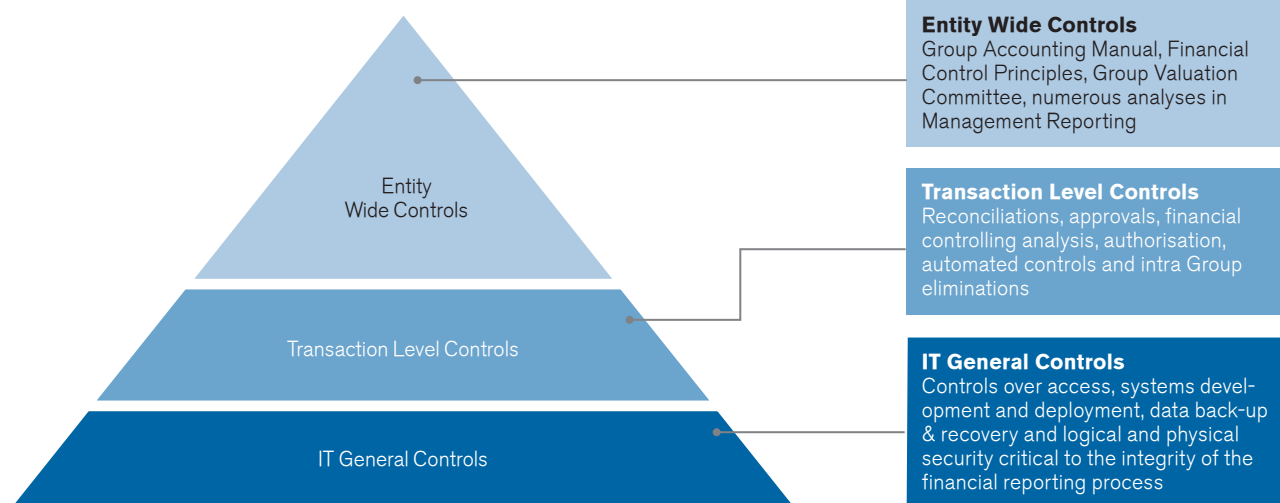 Entity Wide Controls
Group Accounting Manual, Financial
Control Principles, Group Valuation
Committee, numerous analyses in
Management Reporting
Entity
Wide Controls
Transaction Level Controls
Reconciliations, approvals, financial
controlling analysis, authorisation,
automated controls and intra Group
eliminations
Transaction Level Controls
IT General Controls
Controls over access, systems devel-
opment and deployment, data back-up
& recovery and logical and physical
security critical to the integrity of the
financial reporting process
IT General Controls